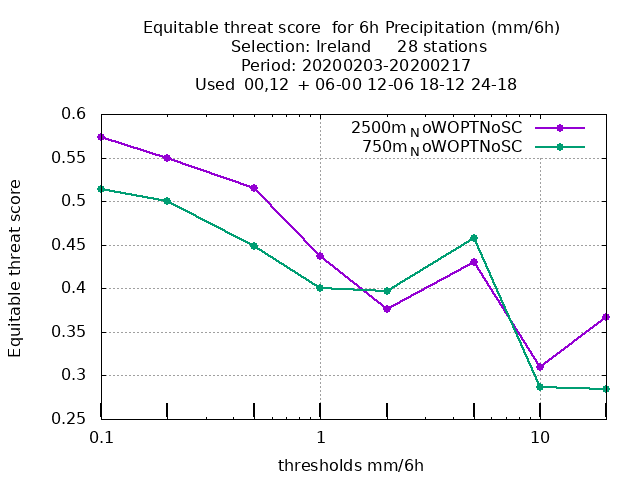 Equitable threat score  for 6h Precipitation (mm/6h)
Selection: Ireland     28 stations
Period: 20200203-20200217
Used  00,12  + 06-00 12-06 18-12 24-18
2500m_NoWOPTNoSC
750m_NoWOPTNoSC
Equitable threat score
0.6
0.55
0.5
0.45
0.4
0.35
0.3
0.25
0.1
1
10
thresholds mm/6h